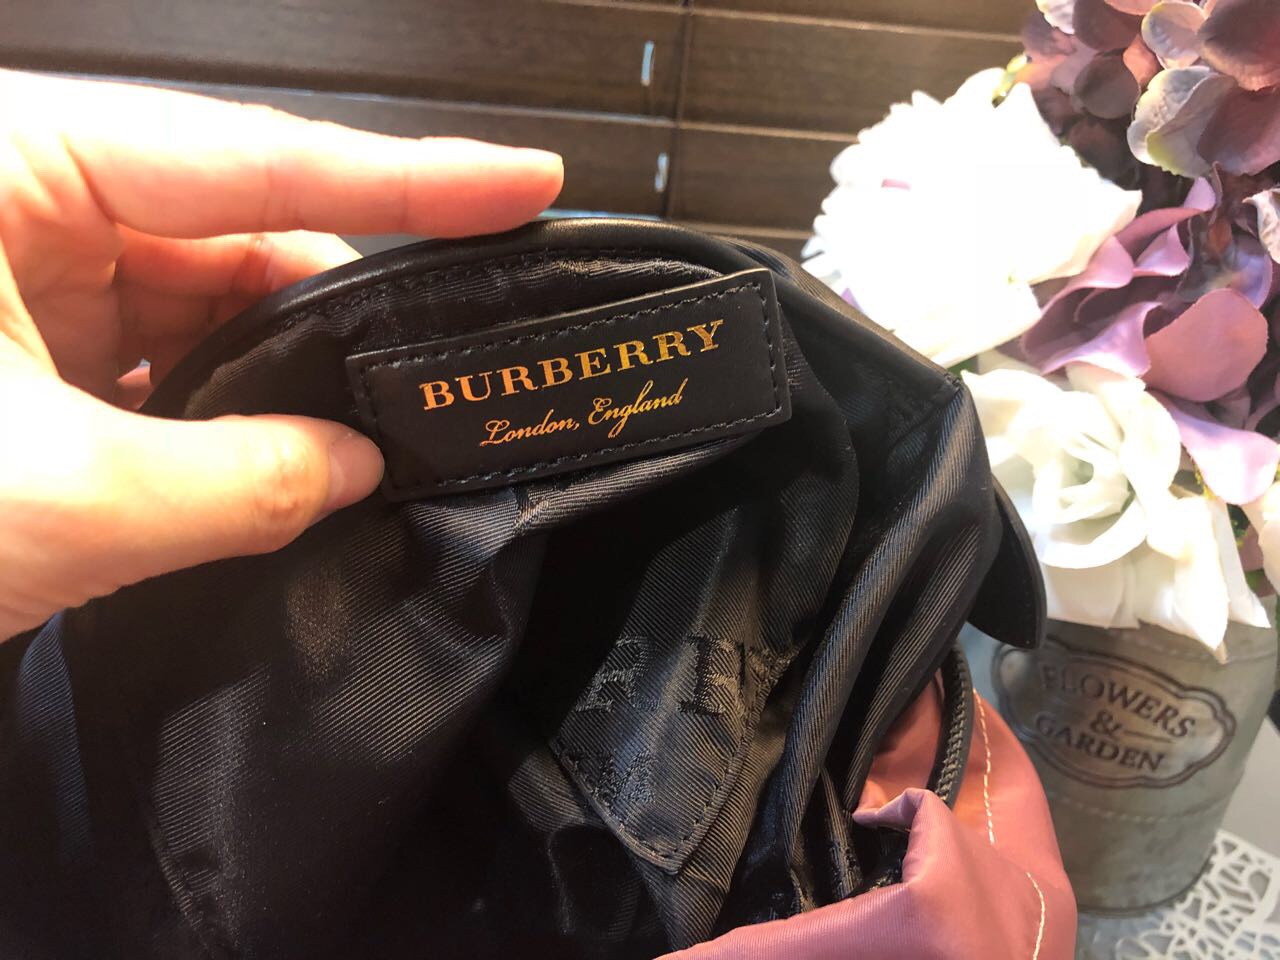 BURBERRY
London, England
FLOWERS
&
GARDEN